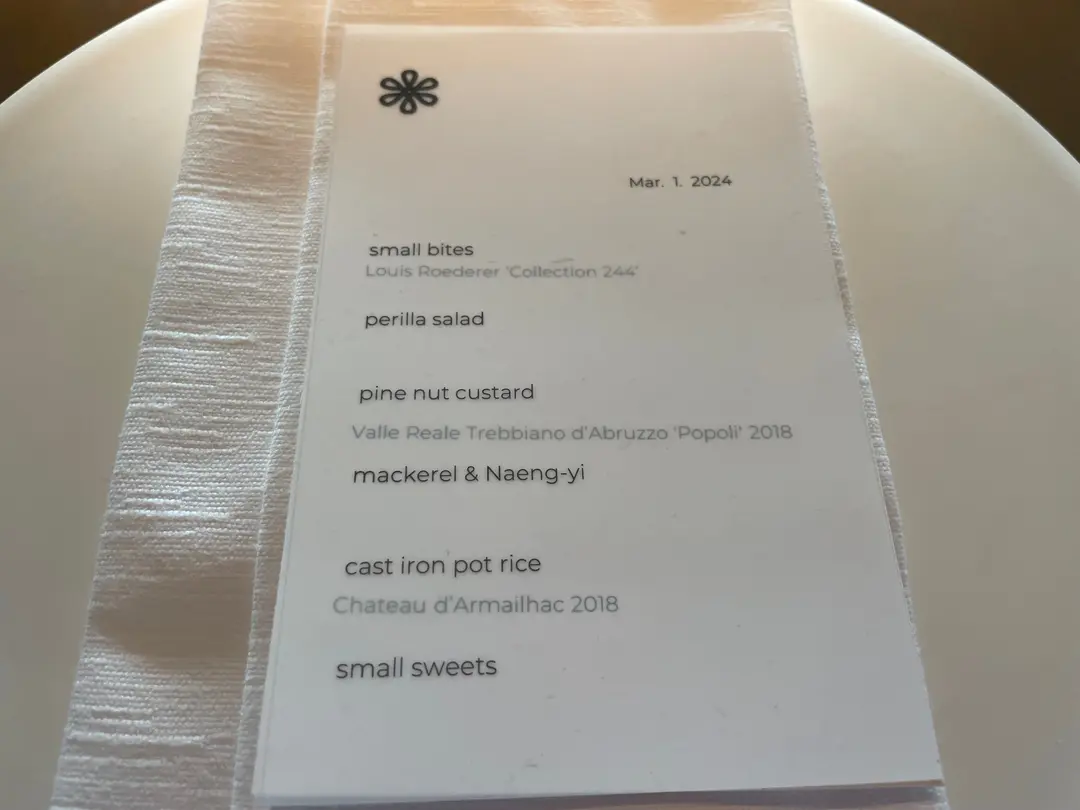 Mar. 1. 2024
small bites
Louis Roederer 'Collection 244'
perilla salad
pine nut custard
Valle Reale Trebbiano d'Abruzzo 'Popoli' 2018
mackerel & Naeng-yi
cast iron pot rice
Chateau d'Armailhac 2018
small sweets